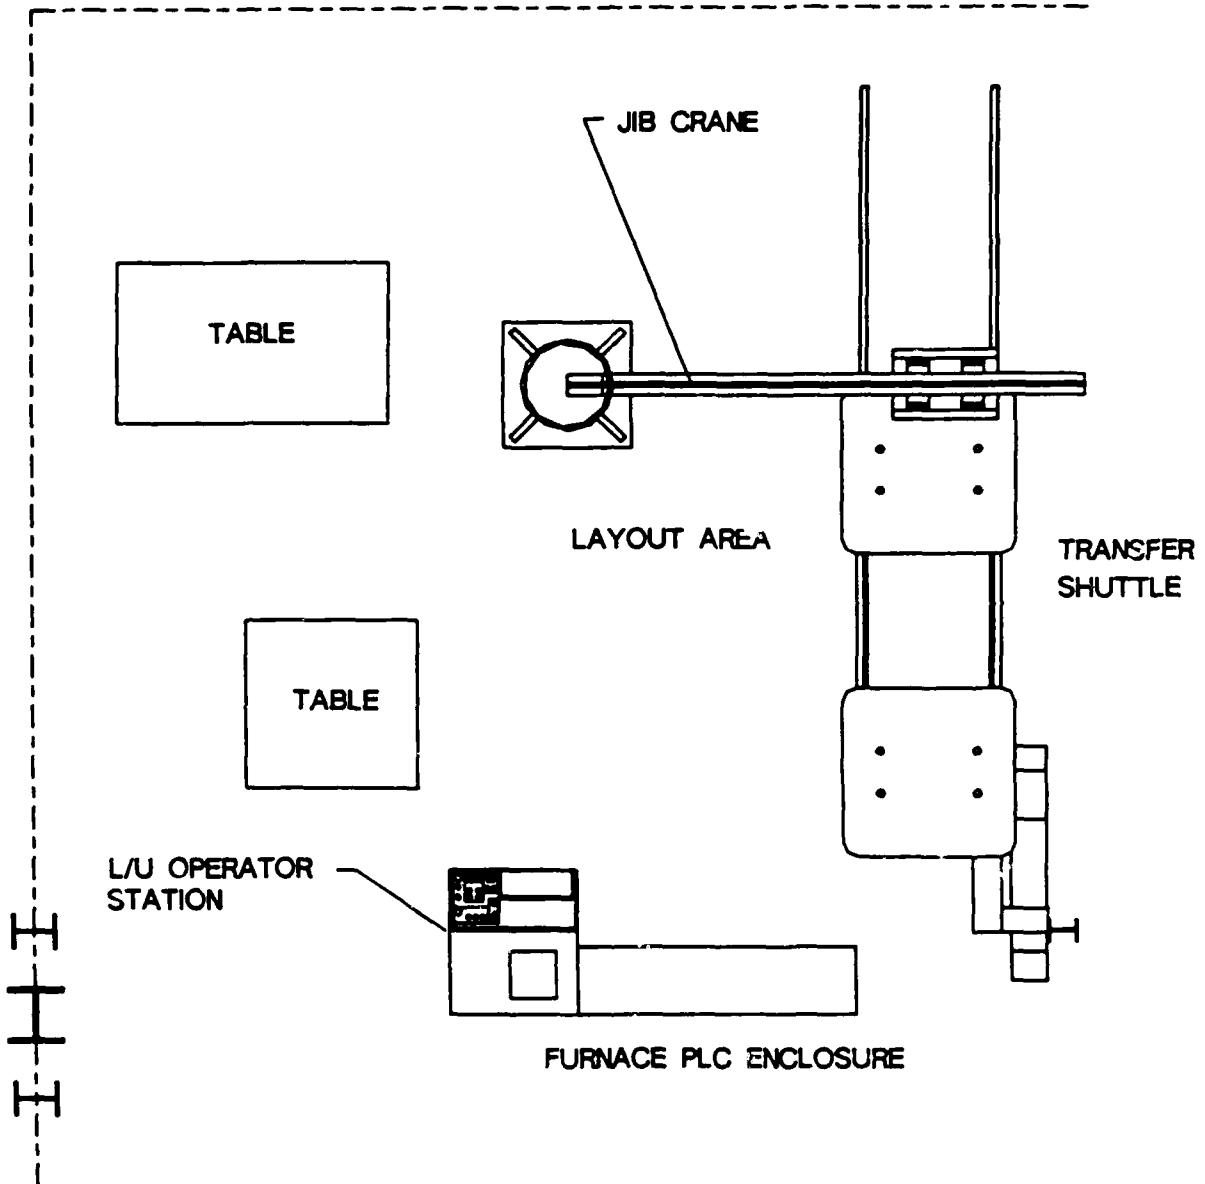 JIB CRANE
TABLE
LAYOUT AREA
TRANSFER
SHUTTLE
TABLE
L/U OPERATOR
STATION
FURNACE PLC ENCLOSURE